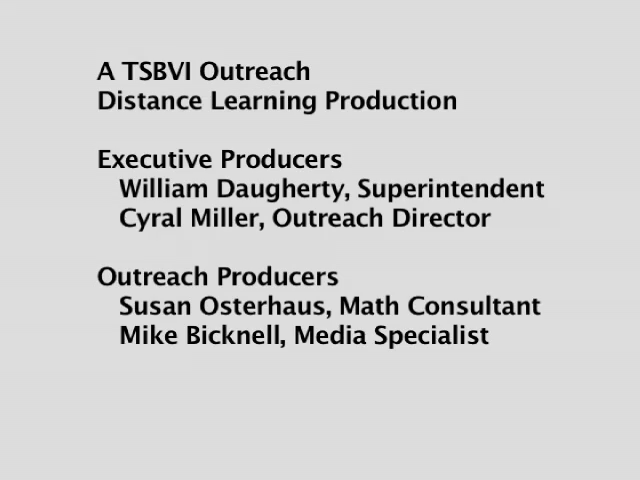 A TSBVI Outreach
Distance Learning Production
Executive Producers
William Daugherty, Superintendent
Cyral Miller, Outreach Director
Outreach Producers
Susan Osterhaus, Math Consultant
Mike Bicknell, Media Specialist